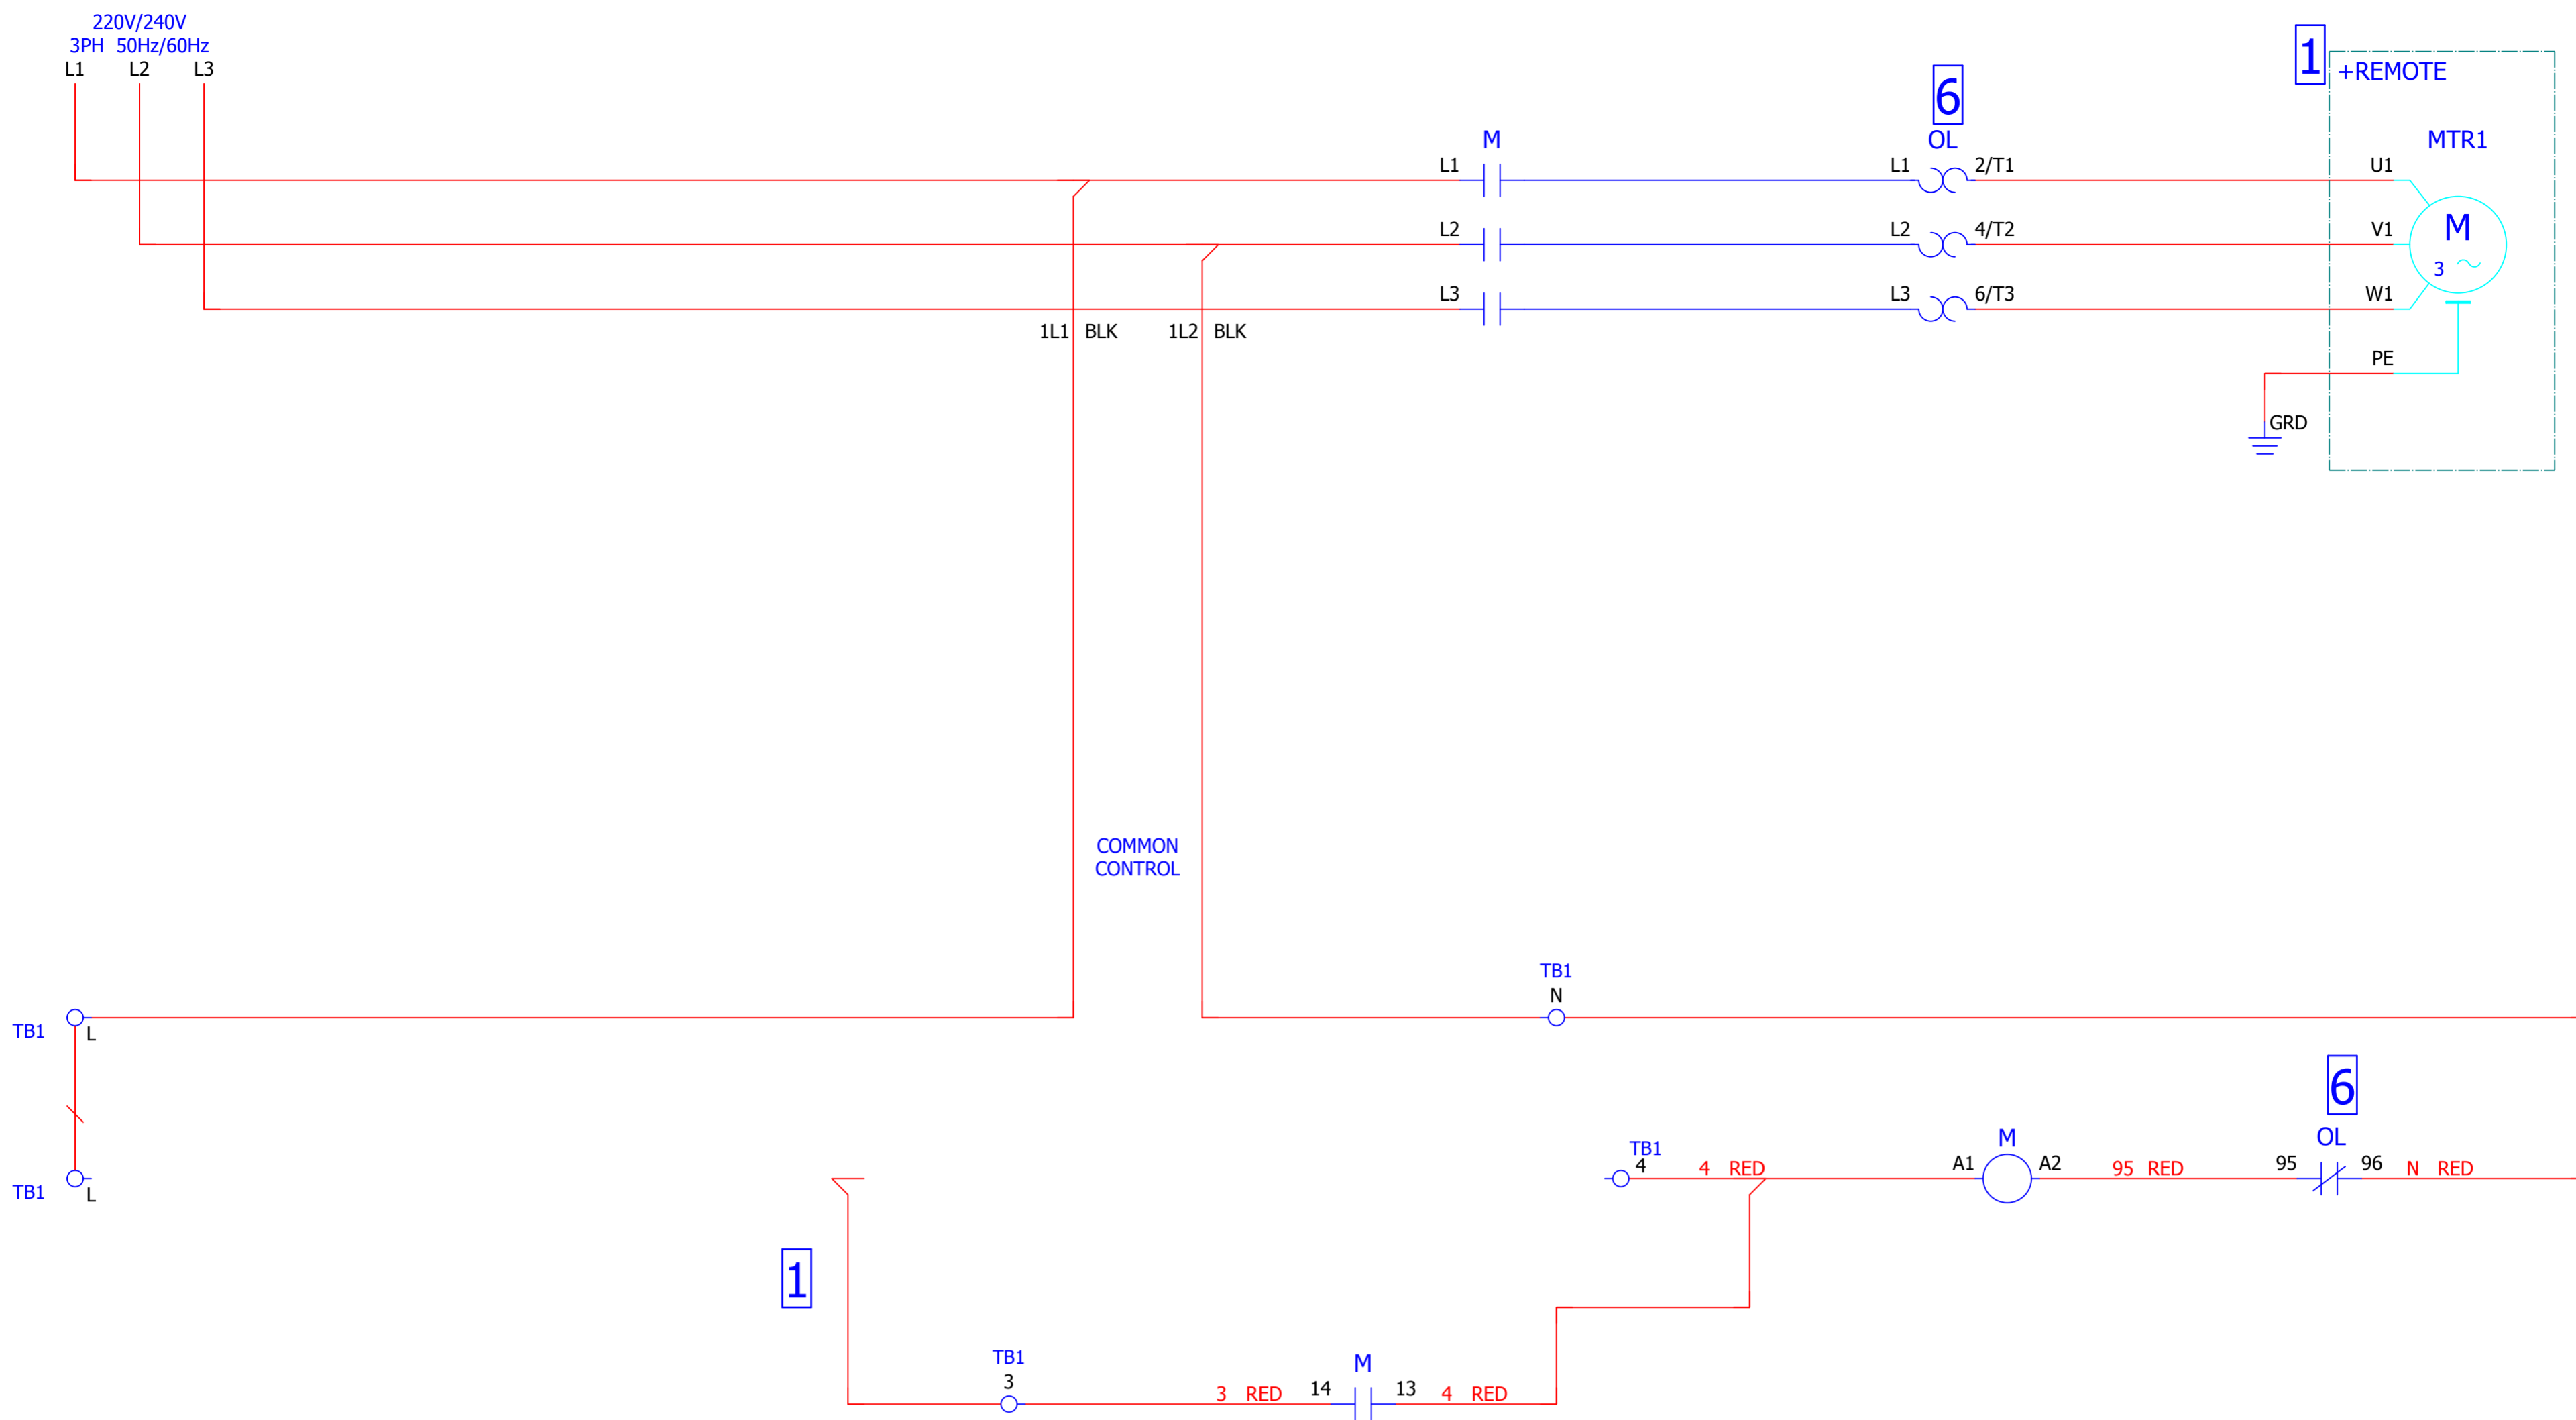 220V/240V
3PH 50Hz/60Hz
L1 L2 L3
1
+REMOTE
6
M
OL
MTR1
L1
L1
2/T1
U1
L2
L2
4/T2
V1
M
3
L3
L3
6/T3
W1
1L1 BLK
1L2 BLK
PE
GRD
COMMON
CONTROL
TB1
N
TB1
L
6
TB1
4
4 RED
M
A1
A2
95 RED
OL
95
96
N RED
TB1
L
1
TB1
3
3 RED
M
14
13
4 RED